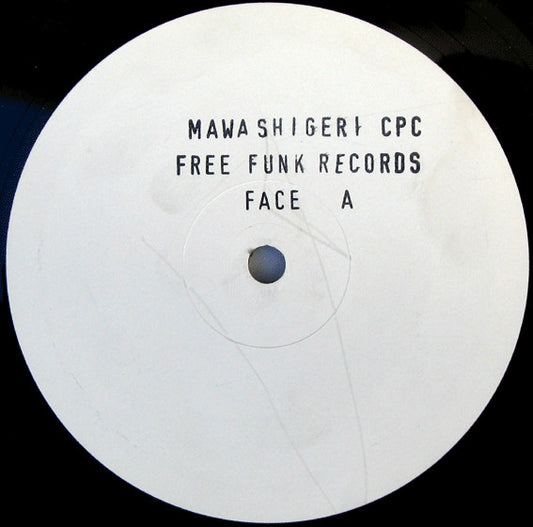 MAWASHIGERI CPC
FREE FUNK RECORDS
FACE A